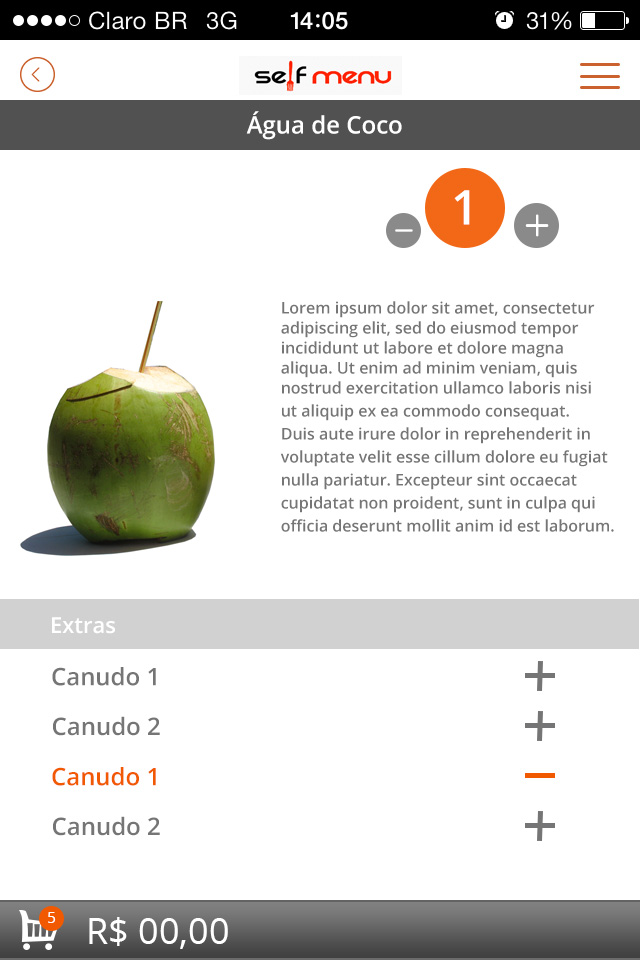 Claro BR 3G 14:05 31%
self menu
Água de Coco
1
Lorem ipsum dolor sit amet, consectetur
adipiscing elit, sed do eiusmod tempor
incididunt ut labore et dolore magna
aliqua. Ut enim ad minim veniam, quis
nostrud exercitation ullamco laboris nisi
ut aliquip ex ea commodo consequat.
Duis aute irure dolor in reprehenderit in
voluptate velit esse cillum dolore eu fugiat
nulla pariatur. Excepteur sint occaecat
cupidatat non proident, sunt in culpa qui
officia deserunt mollit anim id est laborum.
Extras
Canudo 1
Canudo 2
Canudo 1
Canudo 2
5
R$ 00,00